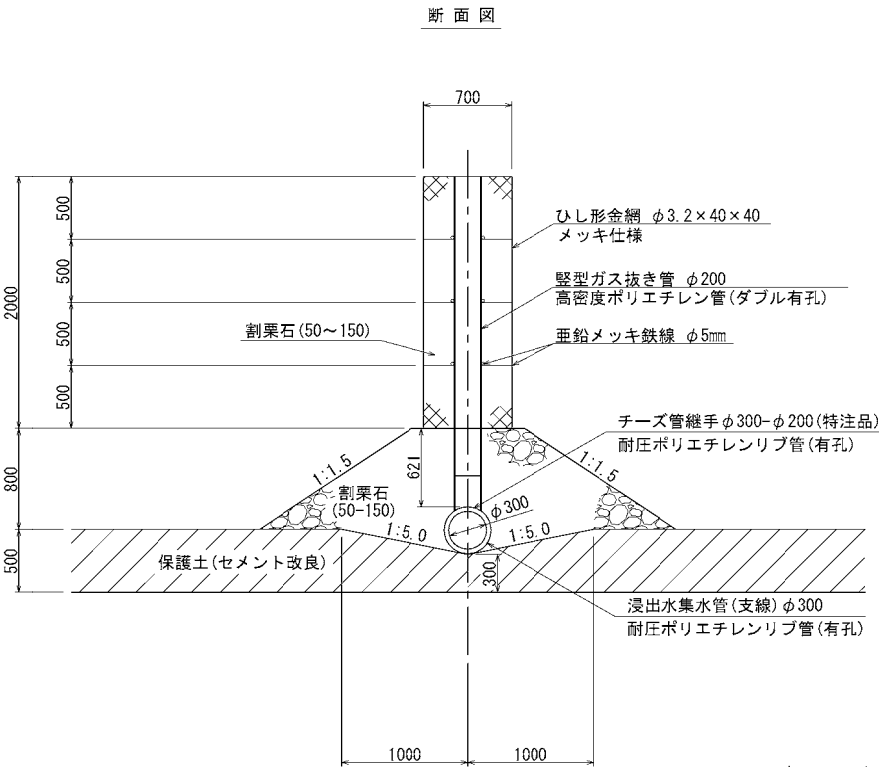 断面図
700
500
500
500
500
2000
800
500
ひし形金網 φ3.2×40×40
メッキ仕様
竪型ガス抜き管 φ200
高密度ポリエチレン管(ダブル有孔)
割栗石(50~150)
亜鉛メッキ鉄線 φ5mm
チーズ管継手φ300-φ200(特注品)
耐圧ポリエチレンリブ管(有孔)
1:1.5
621
1:1.5
割栗石
(50-150)
φ300
1:5.0
1:5.0
保護土(セメント改良)
300
浸出水集水管(支線)φ300
耐圧ポリエチレンリブ管(有孔)
1000
1000